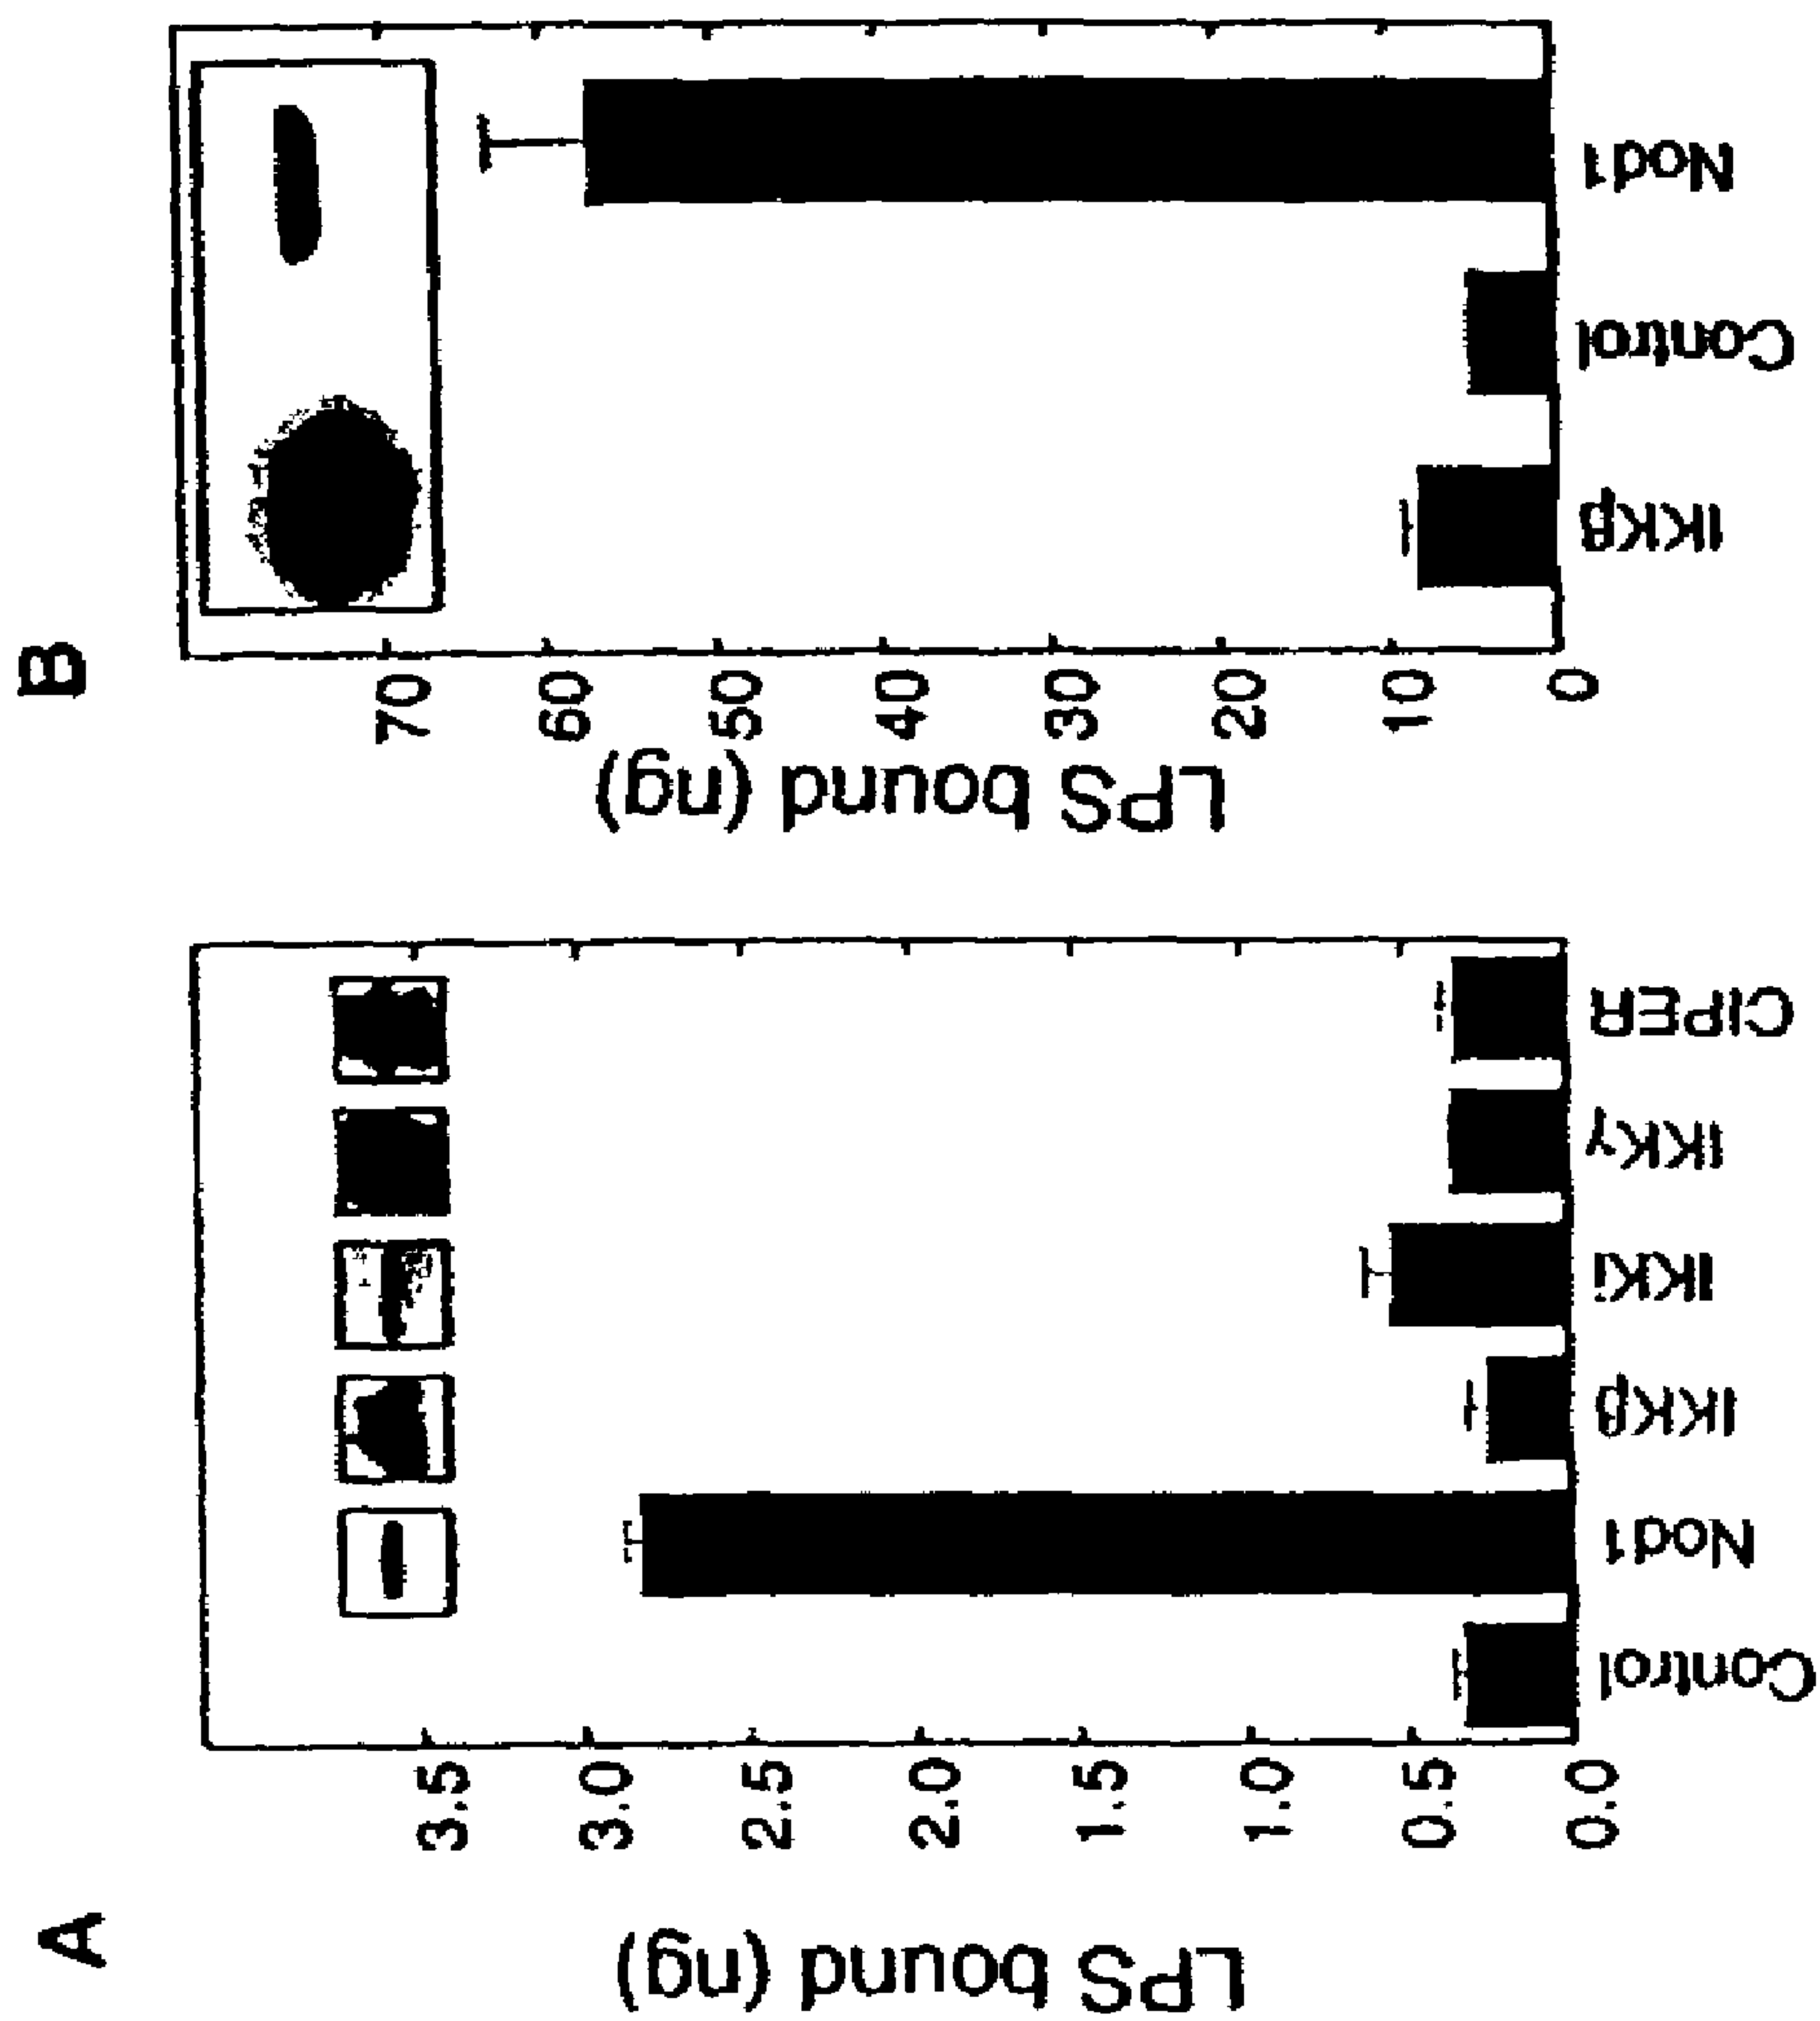 A
LPS bound (ng)
3.5
3.0
2.5
2.0
1.5
1.0
0.5
0.0
Control
Nod1
IKKβ
IKKi
IKKγ
CIPER
B
LPS bound (ng)
70
60
50
40
30
20
10
0
IKKβ
Control
Nod1